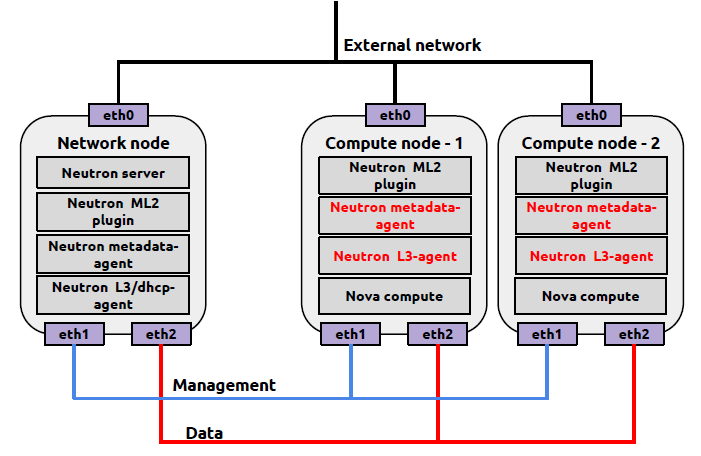 External network
eth0
eth0
eth0
Network node
Neutron server
Neutron ML2
plugin
Neutron metadata-
agent
Neutron L3/dhcp-
agent
eth1
eth2
Compute node - 1
Neutron ML2
plugin
Neutron metadata-
agent
Neutron L3-agent
Nova compute
eth1
eth2
Compute node - 2
Neutron ML2
plugin
Neutron metadata-
agent
Neutron L3-agent
Nova compute
eth1
eth2
Management
Data